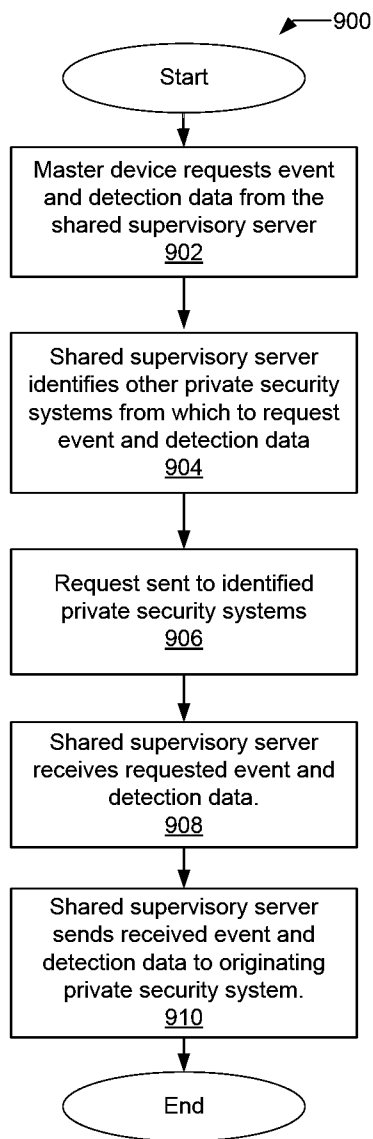 900
Start
Master device requests event
and detection data from the
shared supervisory server
902
Shared supervisory server
identifies other private security
systems from which to request
event and detection data
904
Request sent to identified
private security systems
906
Shared supervisory server
receives requested event and
detection data.
908
Shared supervisory server
sends received event and
detection data to originating
private security system.
910
End